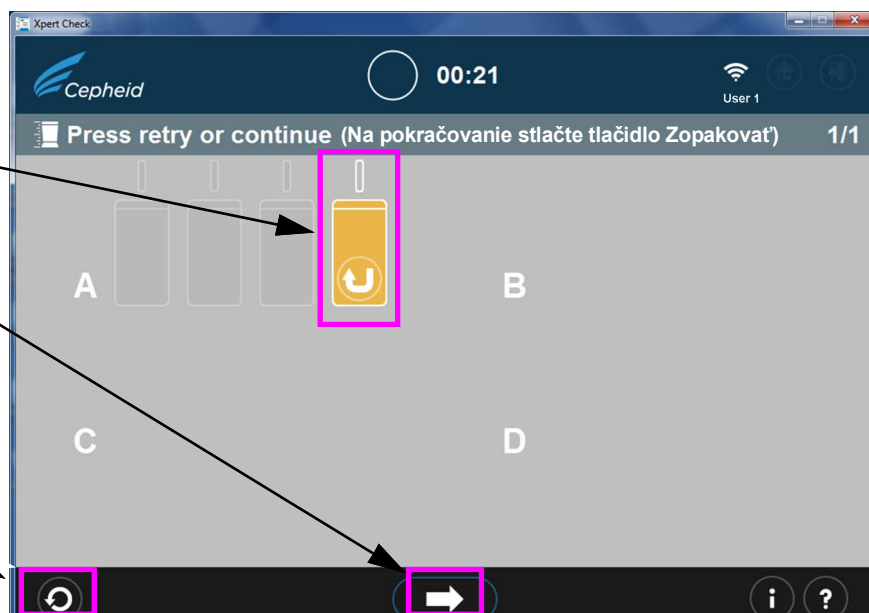 Xpert Check
Cepheid
00:21
User 1
Press retry or continue (Na pokračovanie stlačte tlačidlo Zopakovať) 1/1
A
B
C
D
i ?